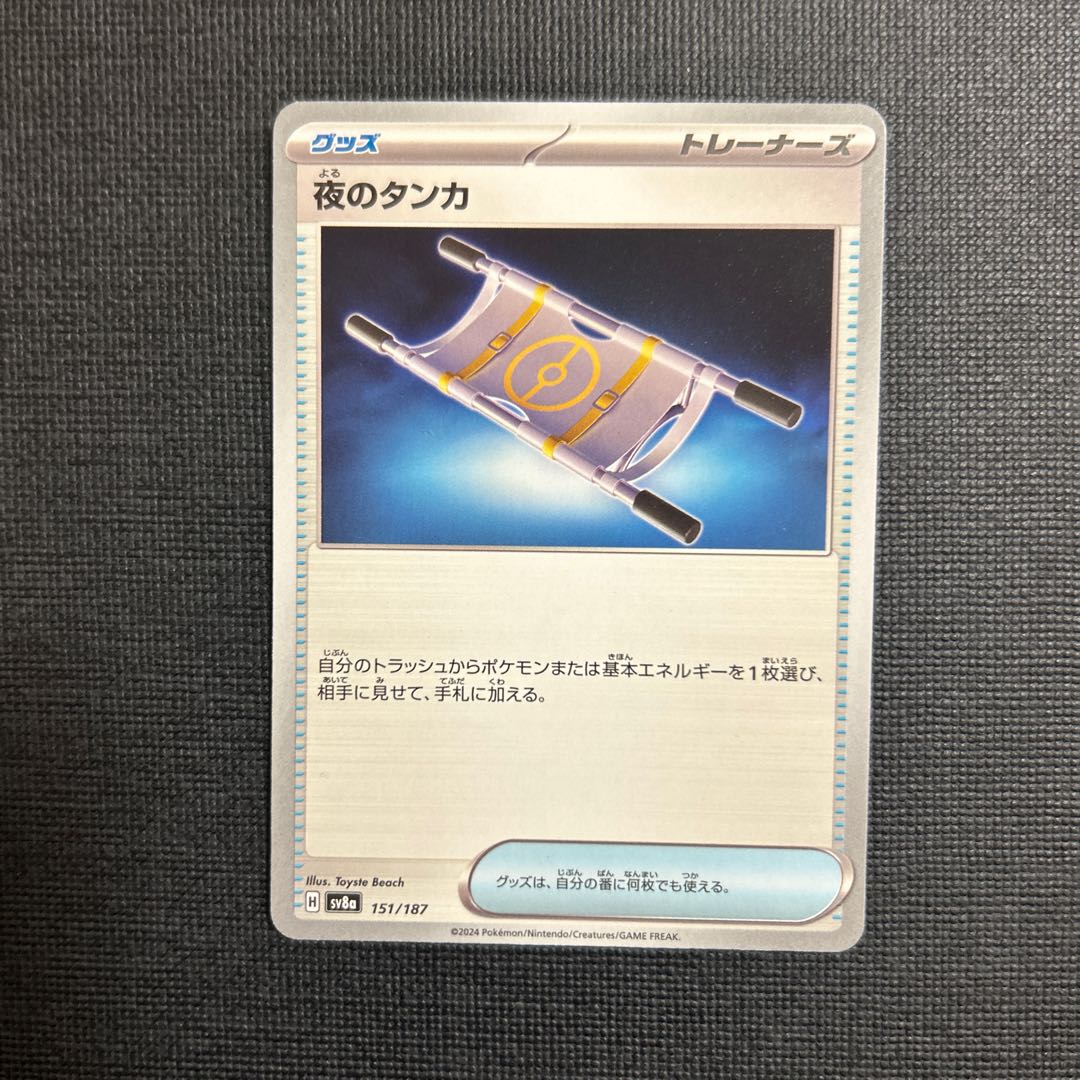 グッズ トレーナーズ
よる
夜のタンカ
じぶん きほん まいえら
自分のトラッシュからポケモンまたは基本エネルギーを1枚選び、
あいて み てふだ くわ
相手に見せて、手札に加える。
じぶん ばん なんまい つか
グッズは、自分の番に何枚でも使える。
Illus. Toyste Beach
H sv8a 151/187
©2024 Pokémon/Nintendo/Creatures/GAME FREAK.